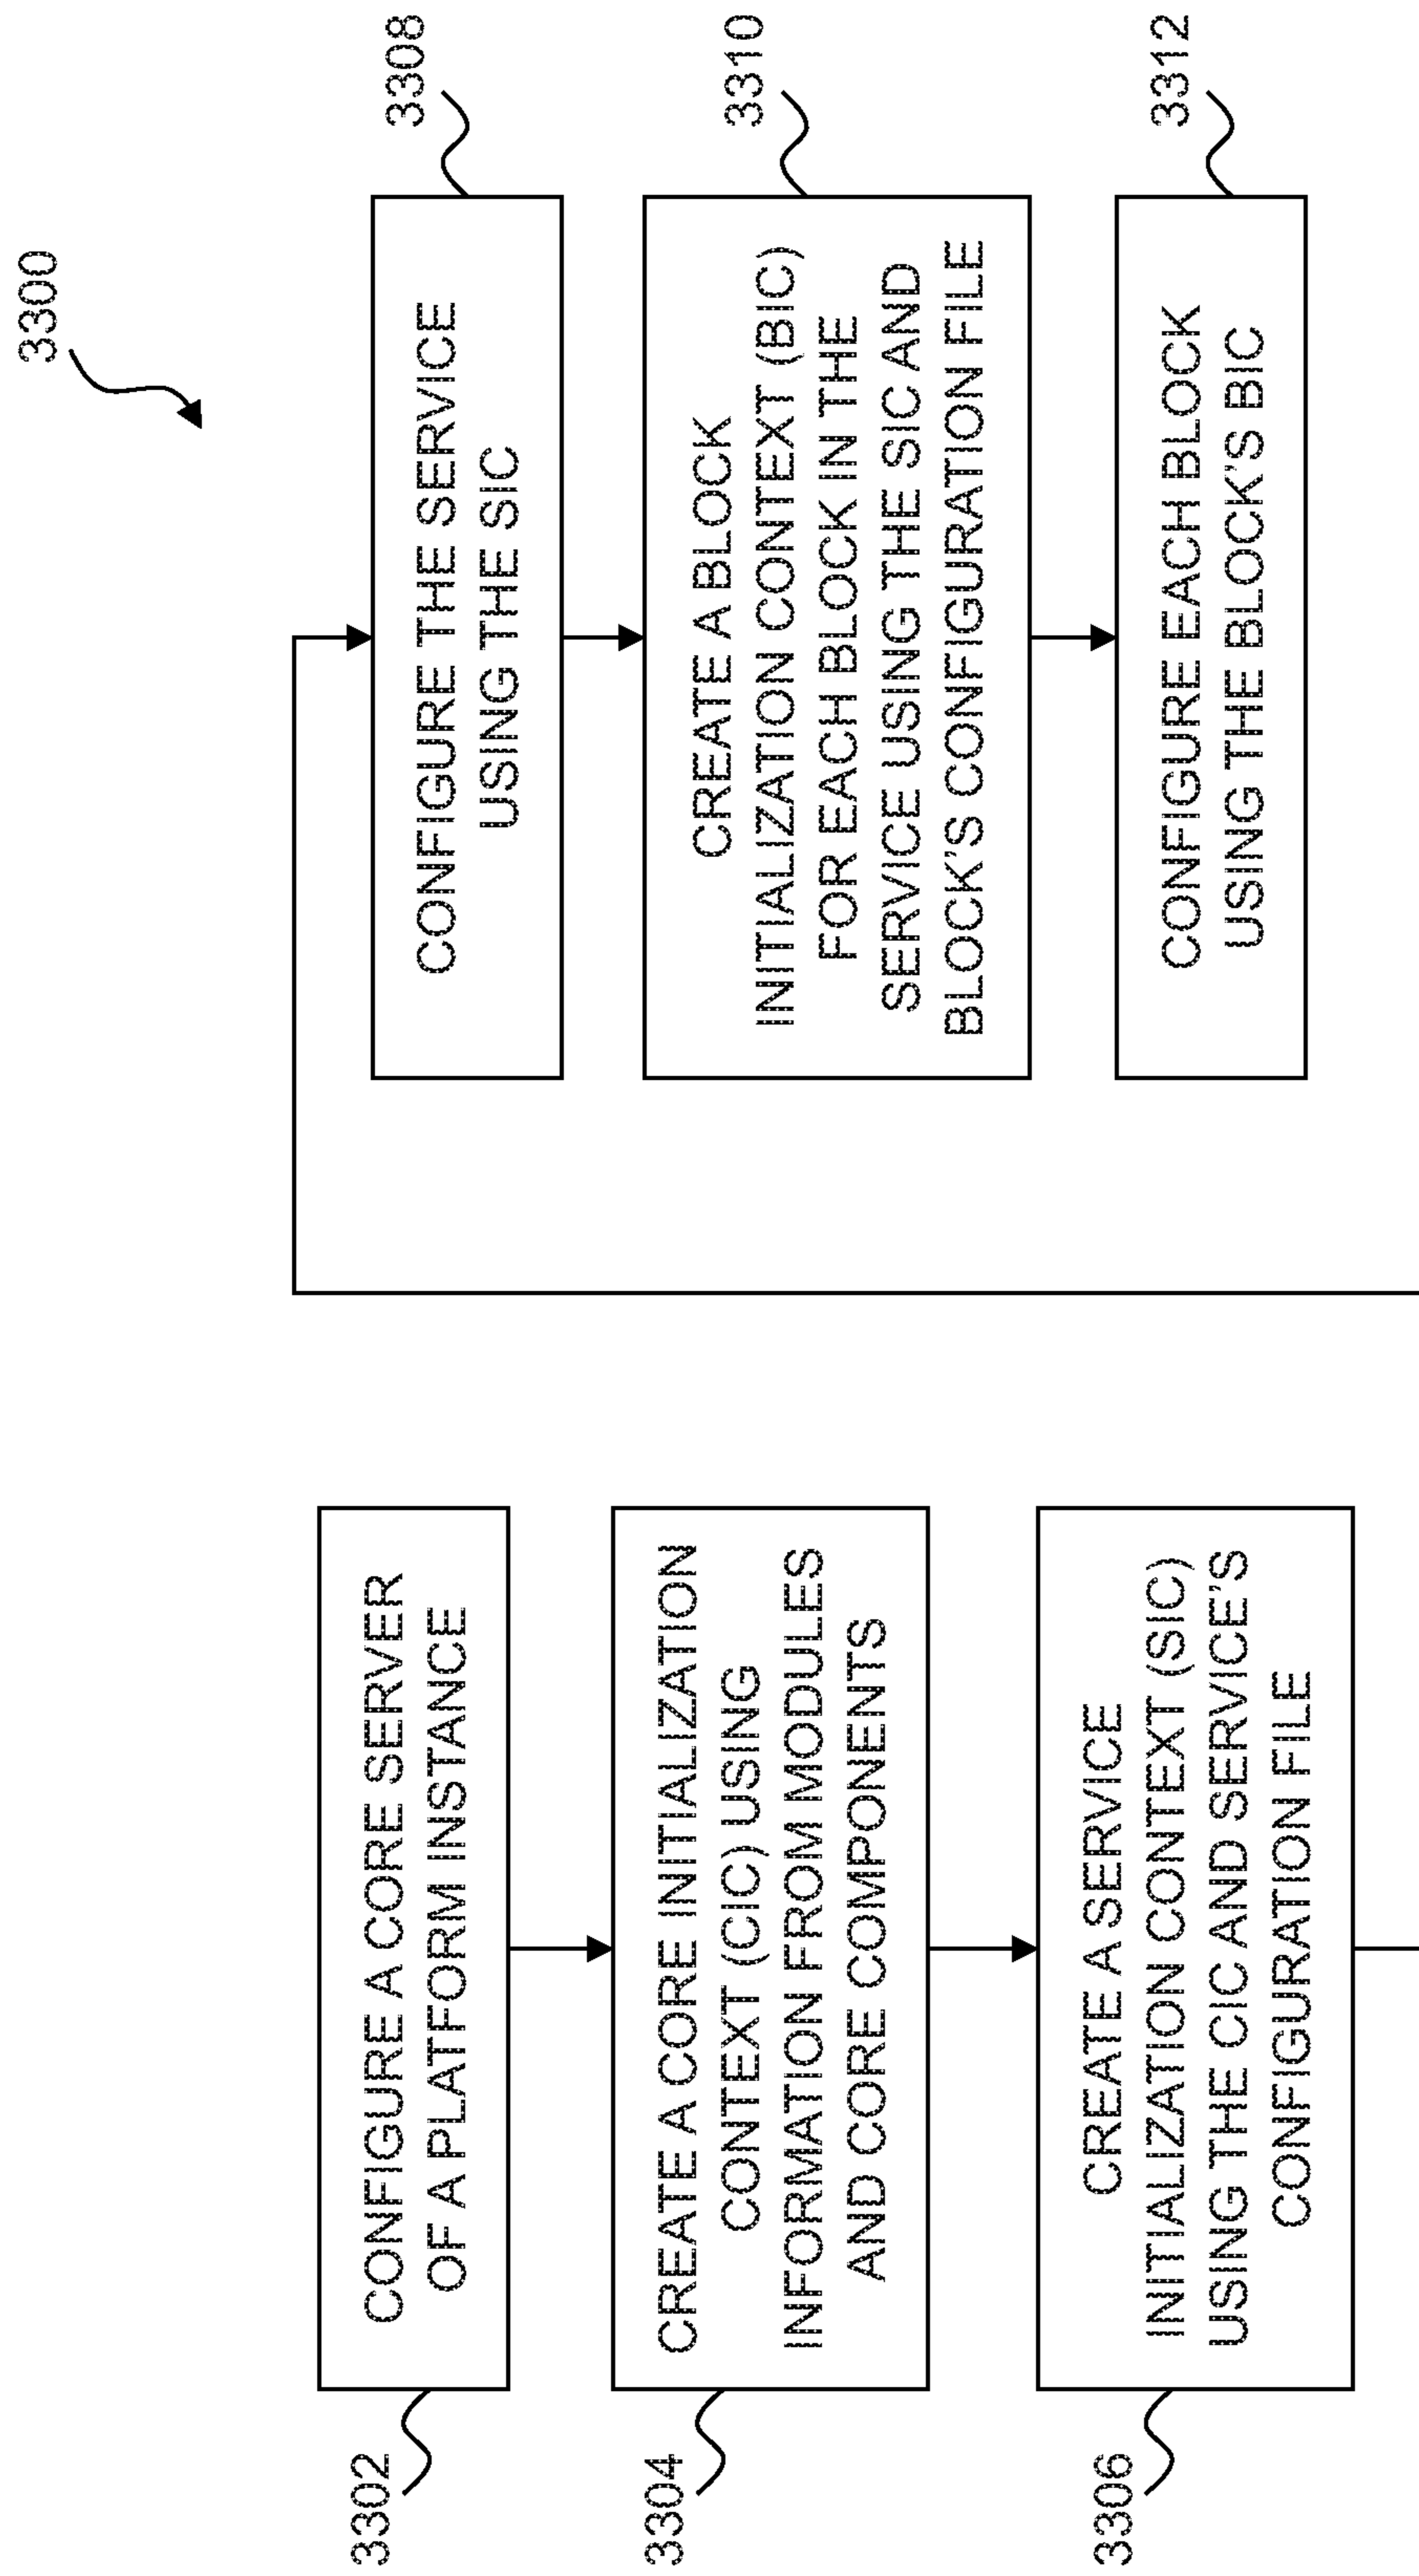 3300
3302
CONFIGURE A CORE SERVER
OF A PLATFORM INSTANCE
3304
CREATE A CORE INITIALIZATION
CONTEXT (CIC) USING
INFORMATION FROM MODULES
AND CORE COMPONENTS
3306
CREATE A SERVICE
INITIALIZATION CONTEXT (SIC)
USING THE CIC AND SERVICE'S
CONFIGURATION FILE
3308
CONFIGURE THE SERVICE
USING THE SIC
3310
CREATE A BLOCK
INITIALIZATION CONTEXT (BIC)
FOR EACH BLOCK IN THE
SERVICE USING THE SIC AND
BLOCK'S CONFIGURATION FILE
3312
CONFIGURE EACH BLOCK
USING THE BLOCK'S BIC